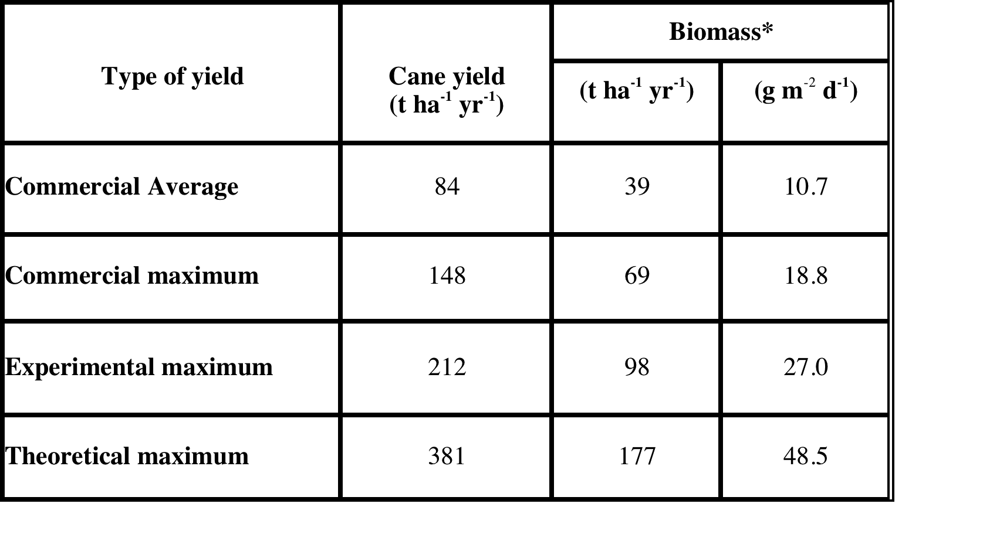 Biomass*
Type of yield
Cane yield
(t ha⁻¹ yr⁻¹)
(t ha⁻¹ yr⁻¹)
(g m⁻² d⁻¹)
Commercial Average 84 39 10.7
Commercial maximum 148 69 18.8
Experimental maximum 212 98 27.0
Theoretical maximum 381 177 48.5